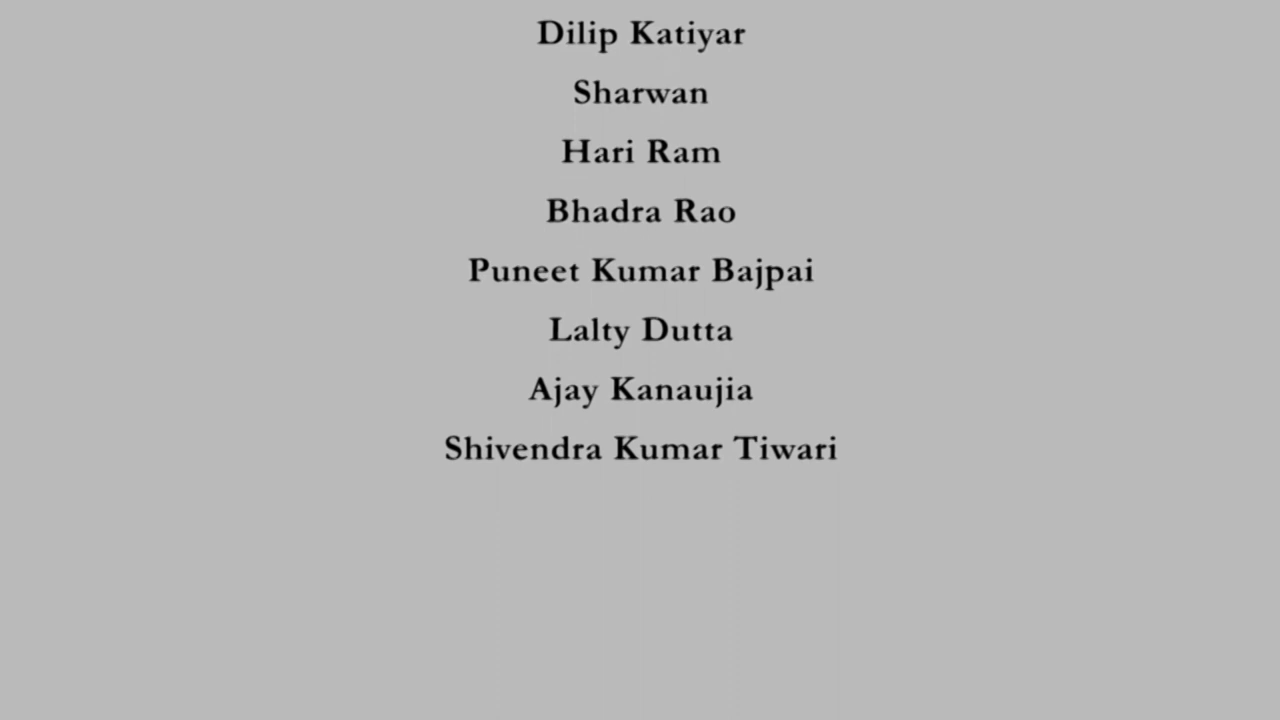 Dilip Katiyar
Sharwan
Hari Ram
Bhadra Rao
Puneet Kumar Bajpai
Lalty Dutta
Ajay Kanaujia
Shivendra Kumar Tiwari